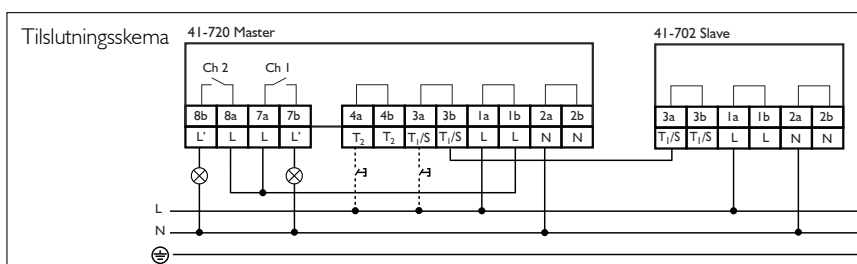 Tilslutningsskema 41-720 Master 41-702 Slave
Ch 2 Ch 1
8b 8a 7a 7b 4a 4b 3a 3b 1a 1b 2a 2b 3a 3b 1a 1b 2a 2b
L' L L L' T₂ T₂ T₁/S T₁/S L L N N T₁/S T₁/S L L N N
L
N